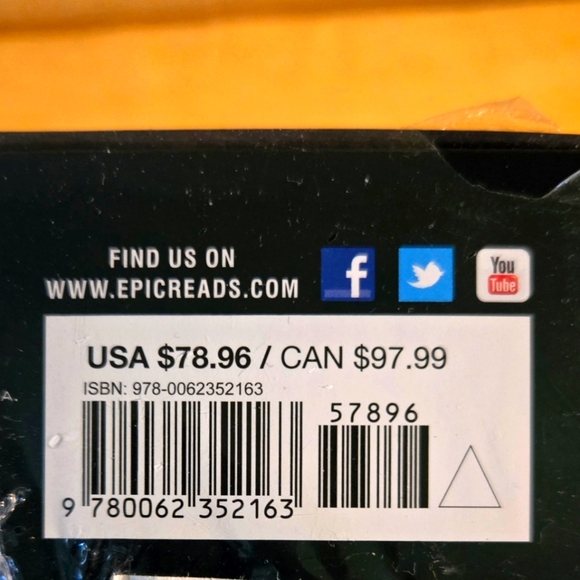 FIND US ON
WWW.EPICREADS.COM
You
Tube
USA $78.96 / CAN $97.99
ISBN: 978-0062352163
57896
9 780062 352163